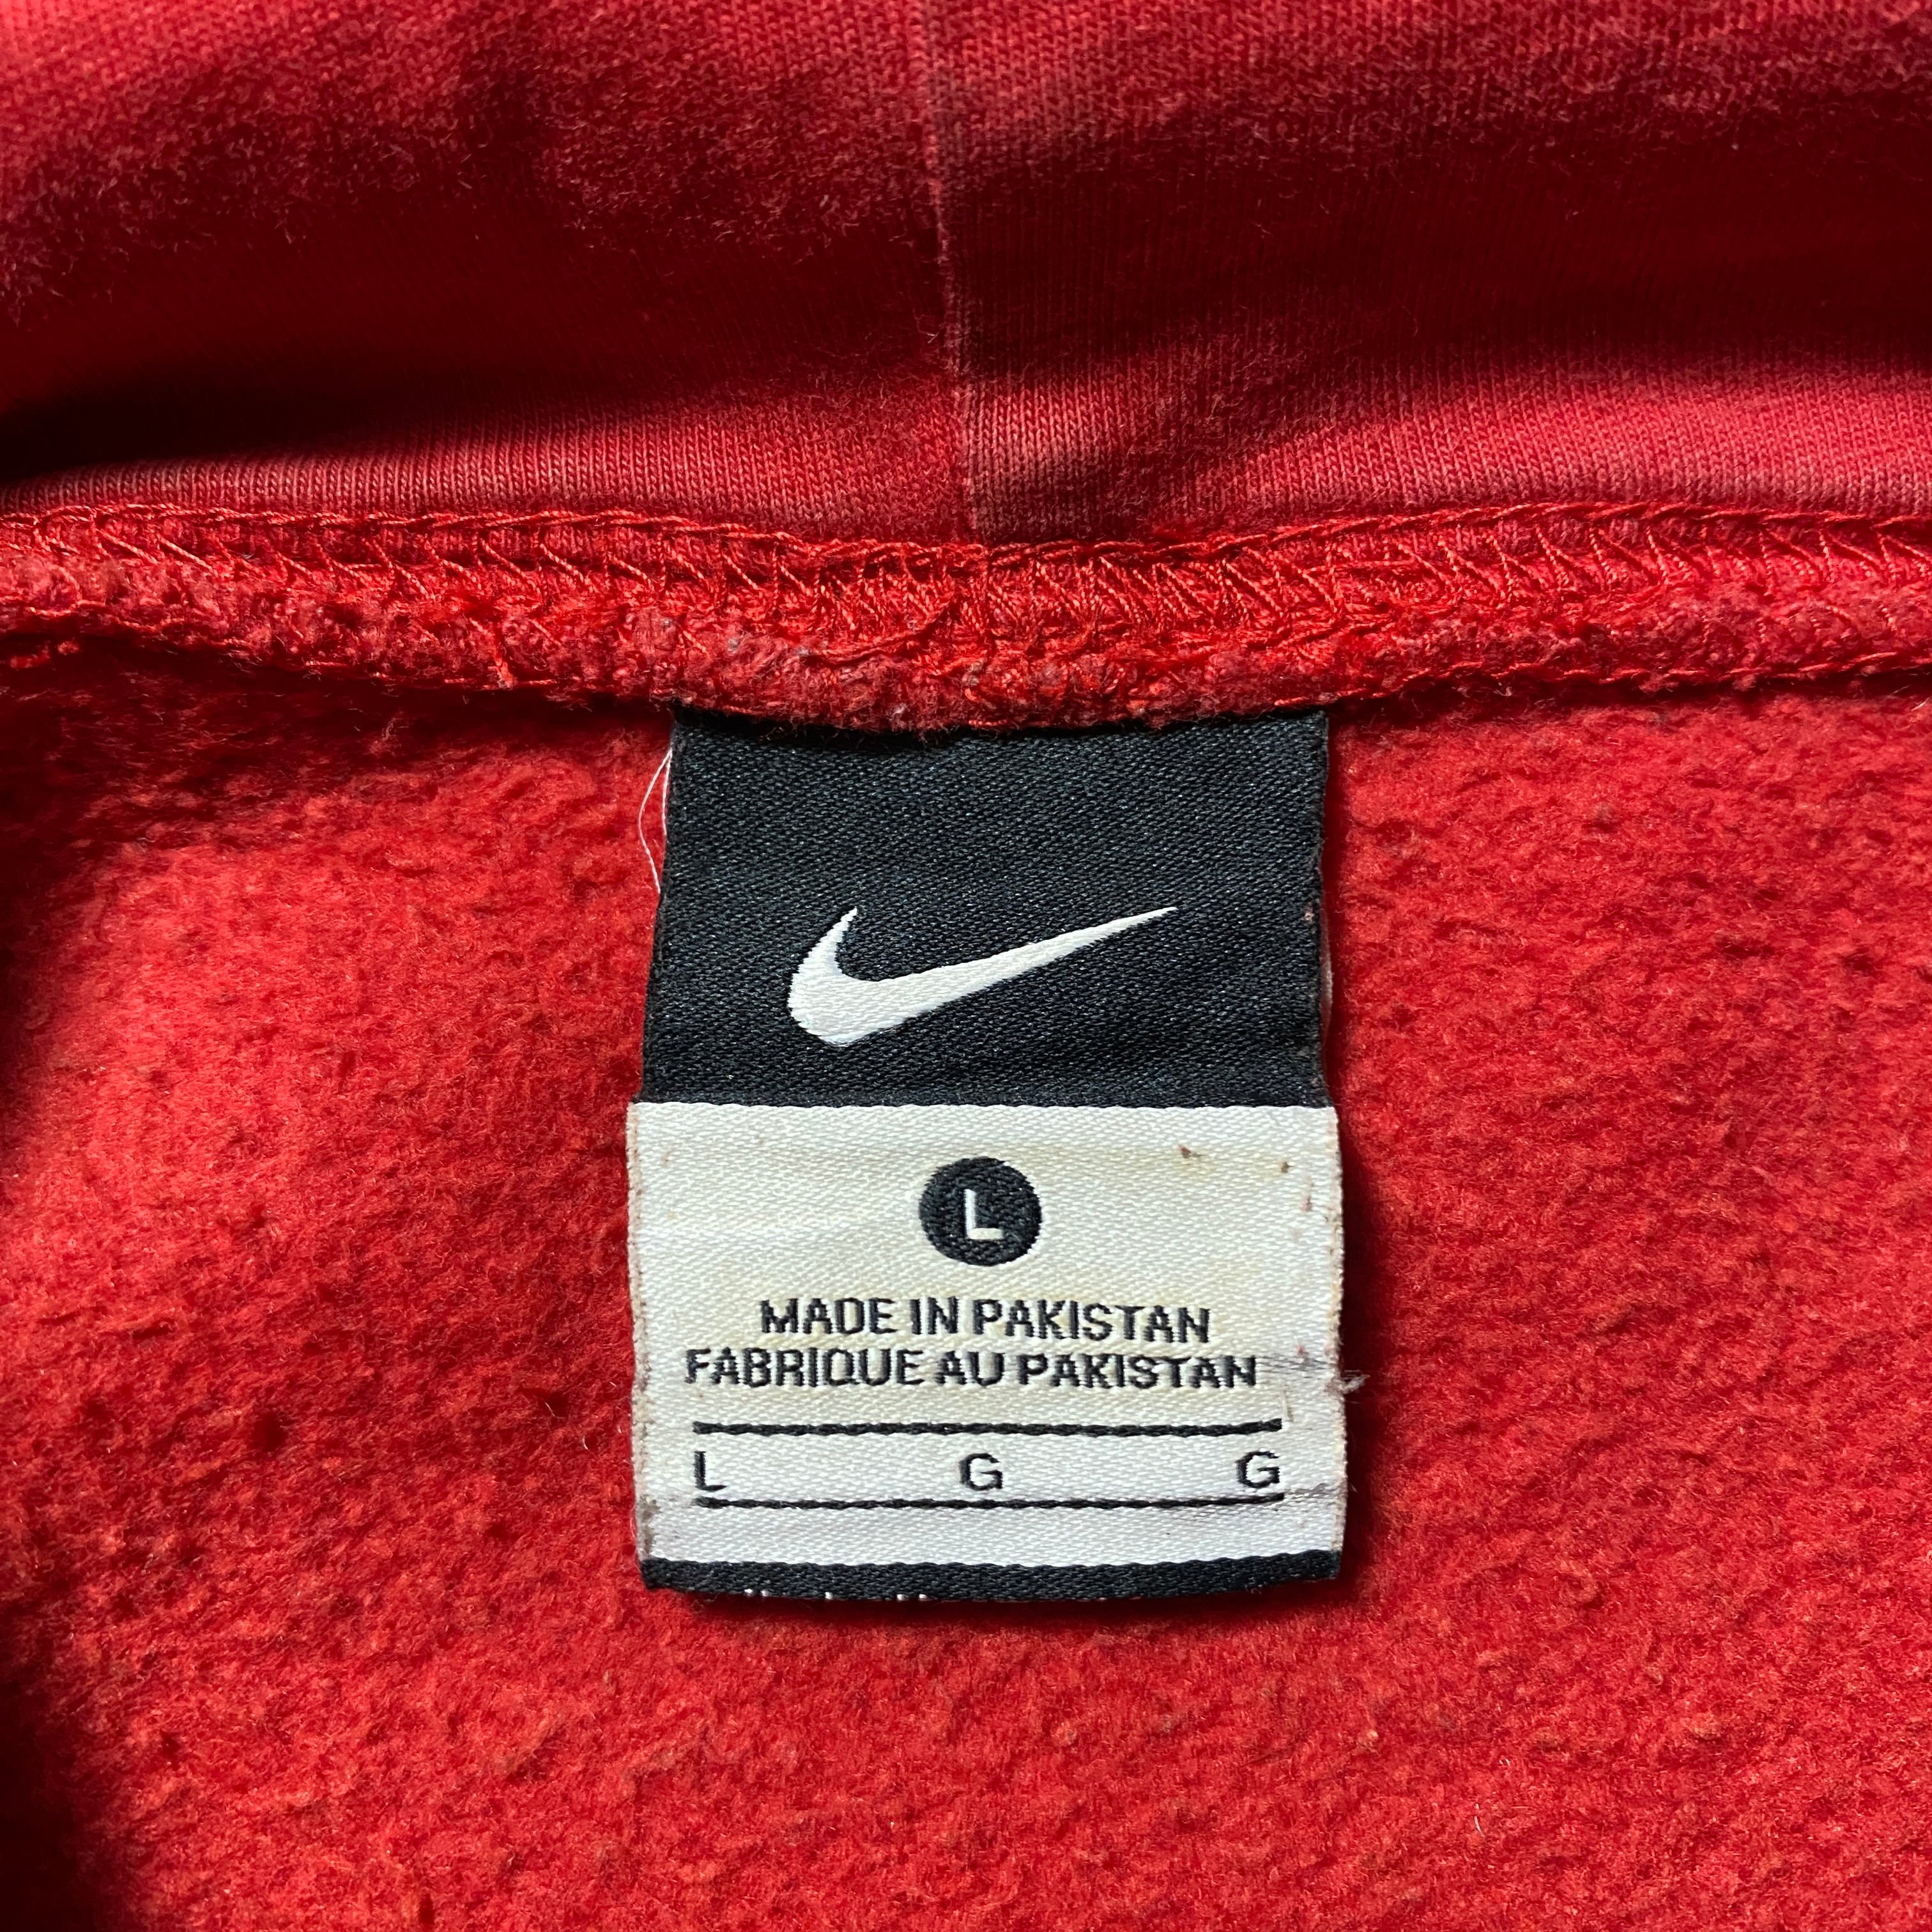 L
MADE IN PAKISTAN
FABRIQUE AU PAKISTAN
L G G